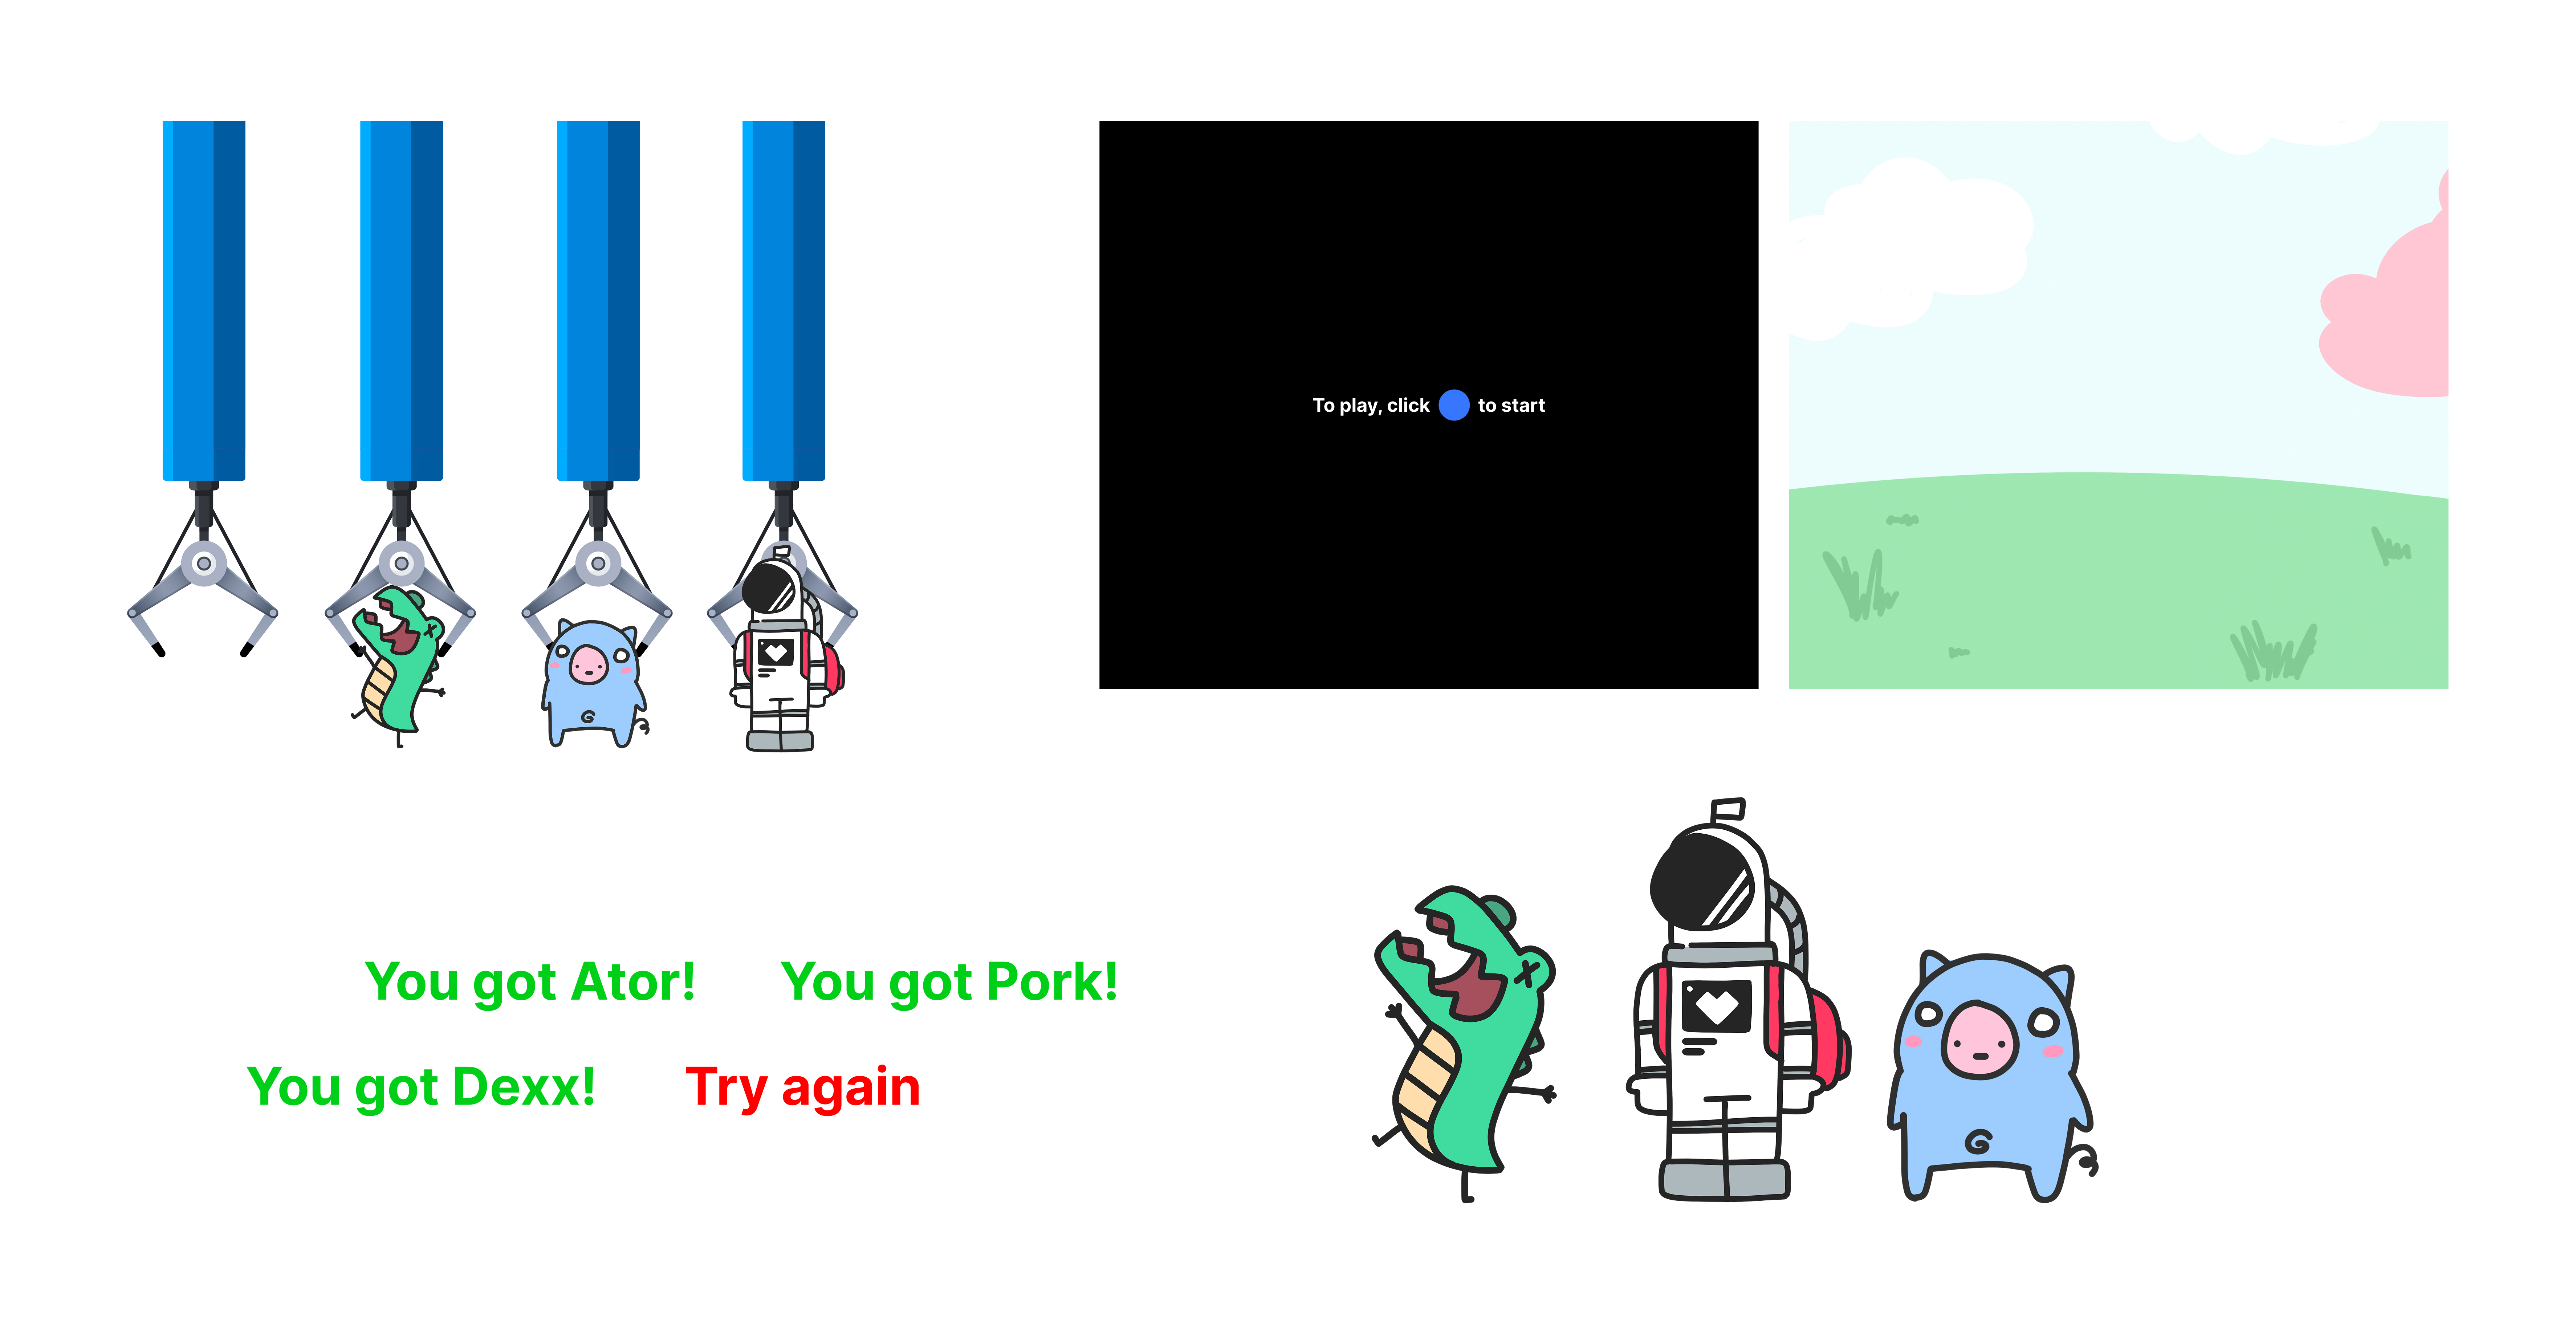 To play, click to start
You got Ator!
You got Pork!
You got Dexx!
Try again